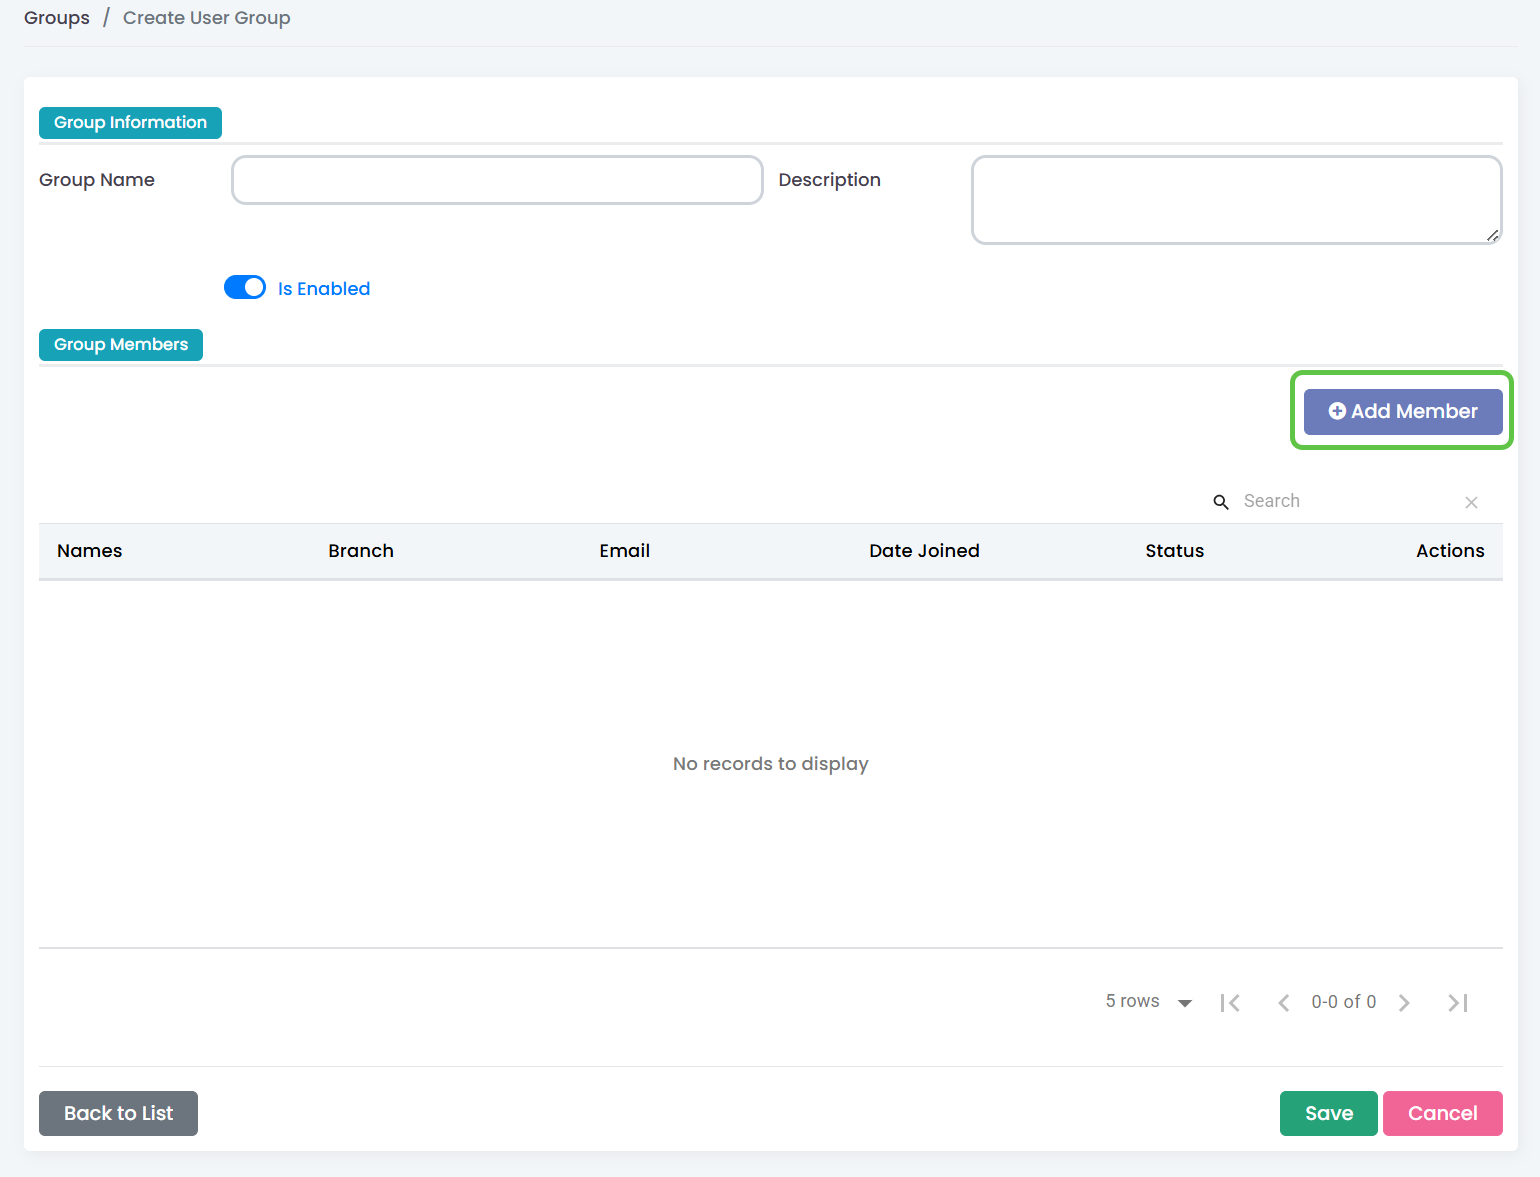 Groups / Create User Group
Group Information
Group Name
Description
Is Enabled
Group Members
Add Member
Search
Names Branch Email Date Joined Status Actions
No records to display
5 rows 0-0 of 0
Back to List Save Cancel